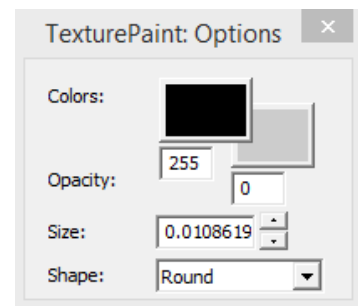 TexturePaint: Options
Colors:
255
Opacity:
0
Size: 0.0108619
Shape: Round